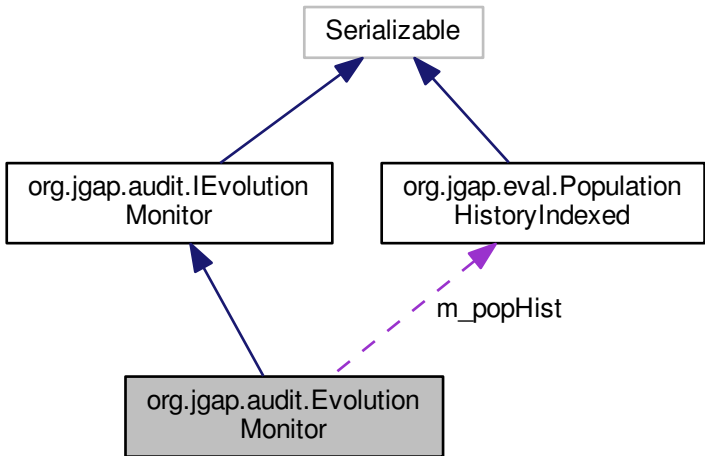 Serializable
org.jgap.audit.IEvolution
Monitor
org.jgap.eval.Population
HistoryIndexed
m_popHist
org.jgap.audit.Evolution
Monitor